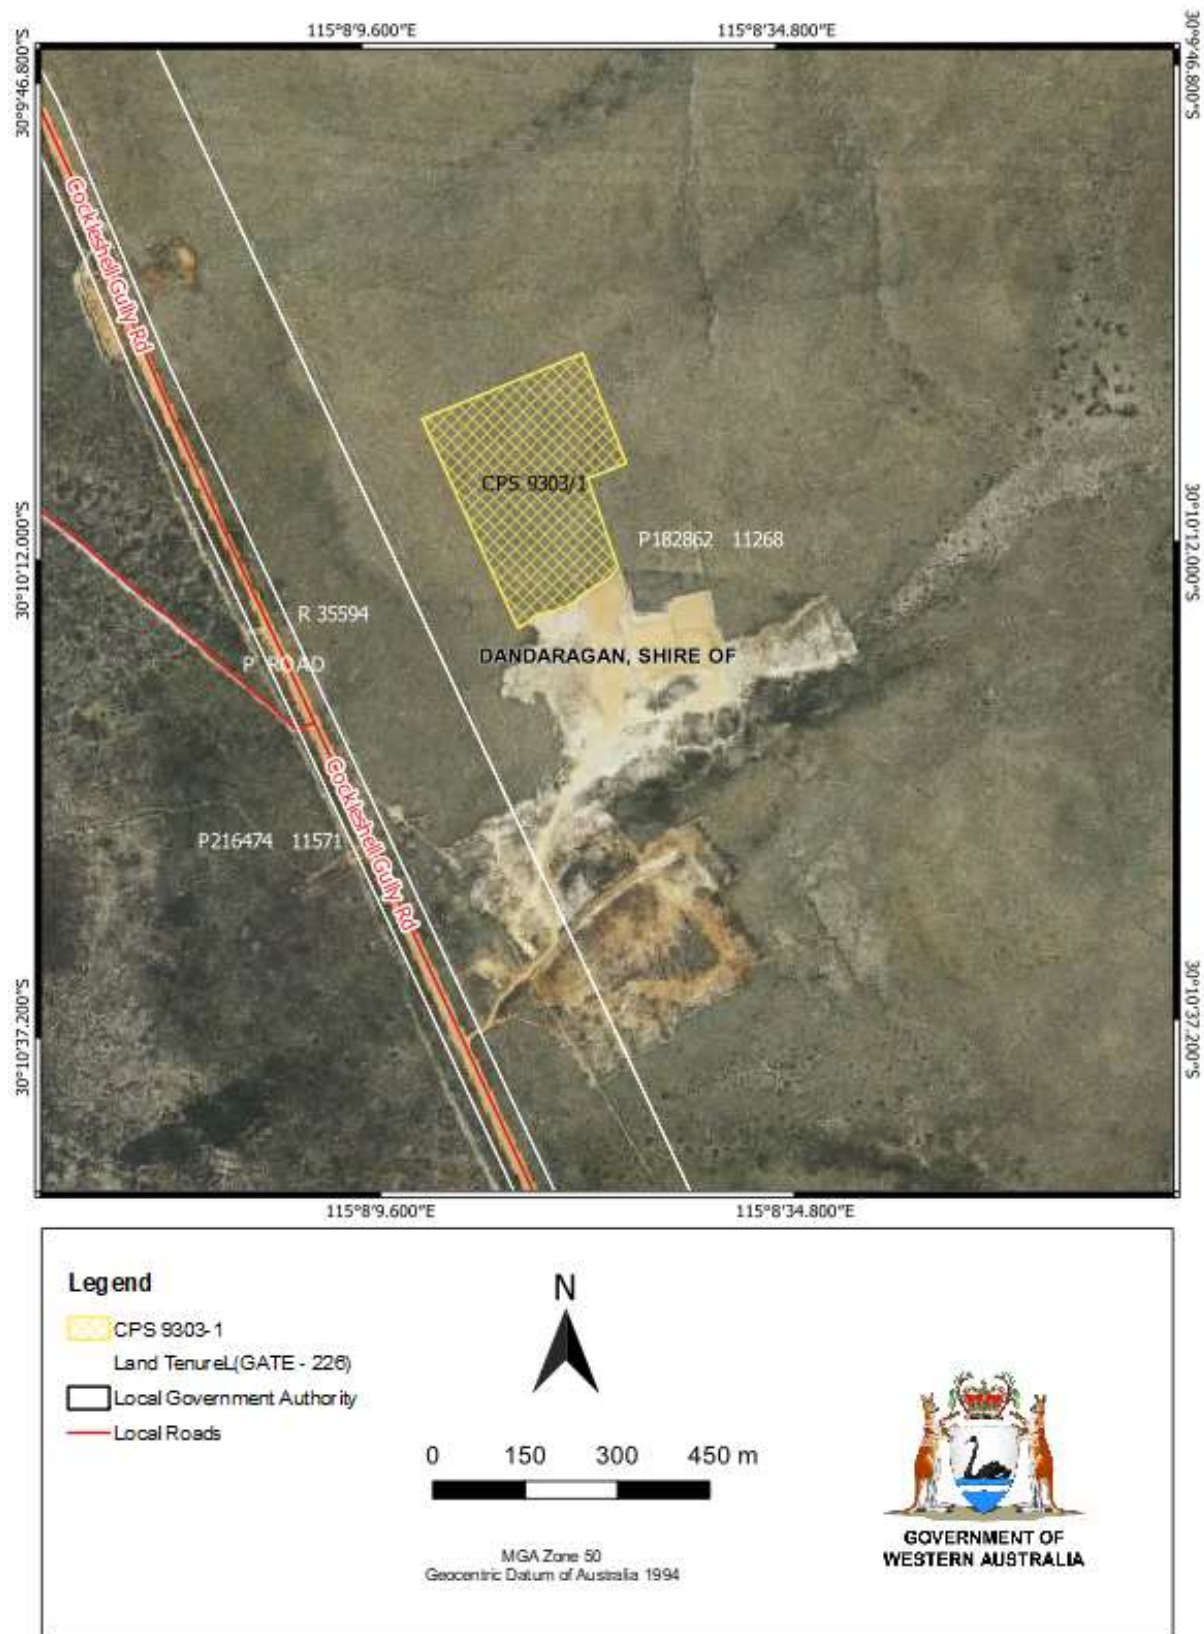 115°8'9.600"E
115°8'34.800"E
30°9'46.800"S
30°9'46.800"S
Cockleshell Gully Rd
CPS 9303/1
P182862 11268
30°10'12.000"S
30°10'12.000"S
R 35594
DANDARAGAN, SHIRE OF
P ROAD
Cockleshell Gully Rd
P216474 11571
30°10'37.200"S
30°10'37.200"S
115°8'9.600"E
115°8'34.800"E
Legend
CPS 9303-1
Land TenureL(GATE - 226)
Local Government Authority
Local Roads
N
0 150 300 450 m
MGA Zone 50
Geocentric Datum of Australia 1994
GOVERNMENT OF
WESTERN AUSTRALIA